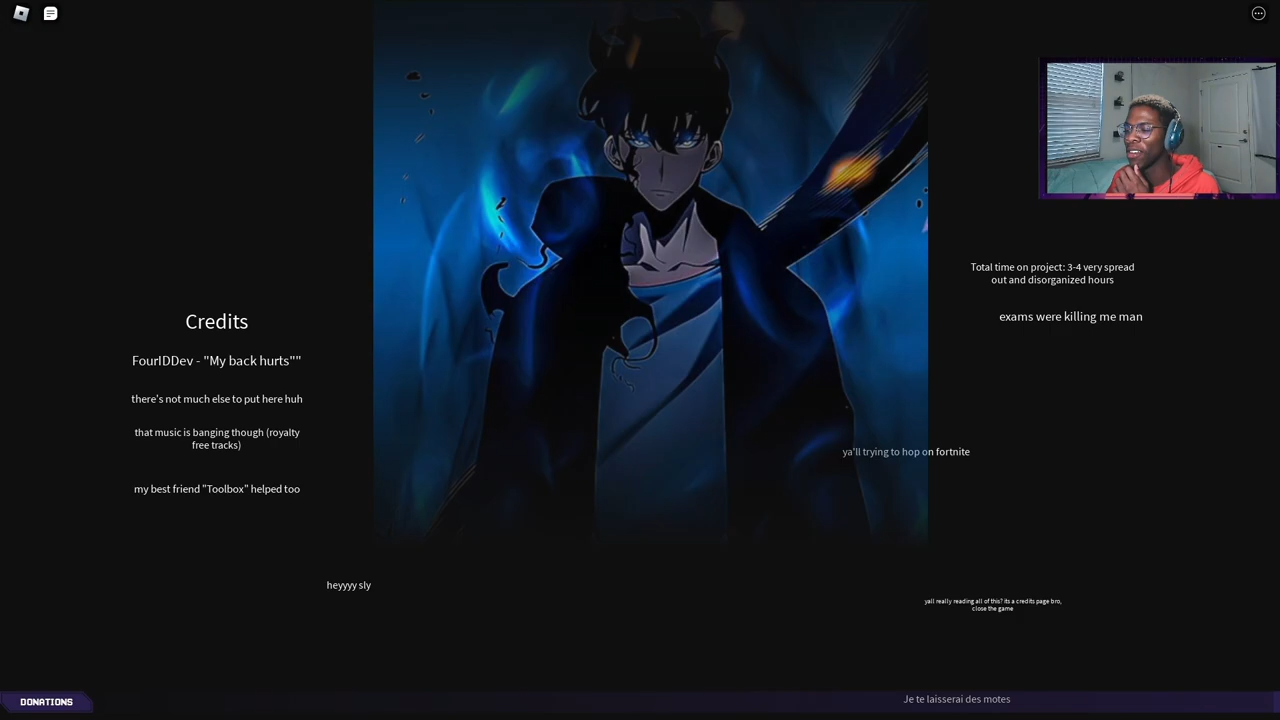 Credits
FourIDDev - "My back hurts""
there's not much else to put here huh
that music is banging though (royalty
free tracks)
my best friend "Toolbox" helped too
Total time on project: 3-4 very spread
out and disorganized hours
exams were killing me man
ya'll trying to hop on fortnite
heyyyy sly
yall really reading all of this? its a credits page bro,
close the game
DONATIONS
Je te laisserai des motes